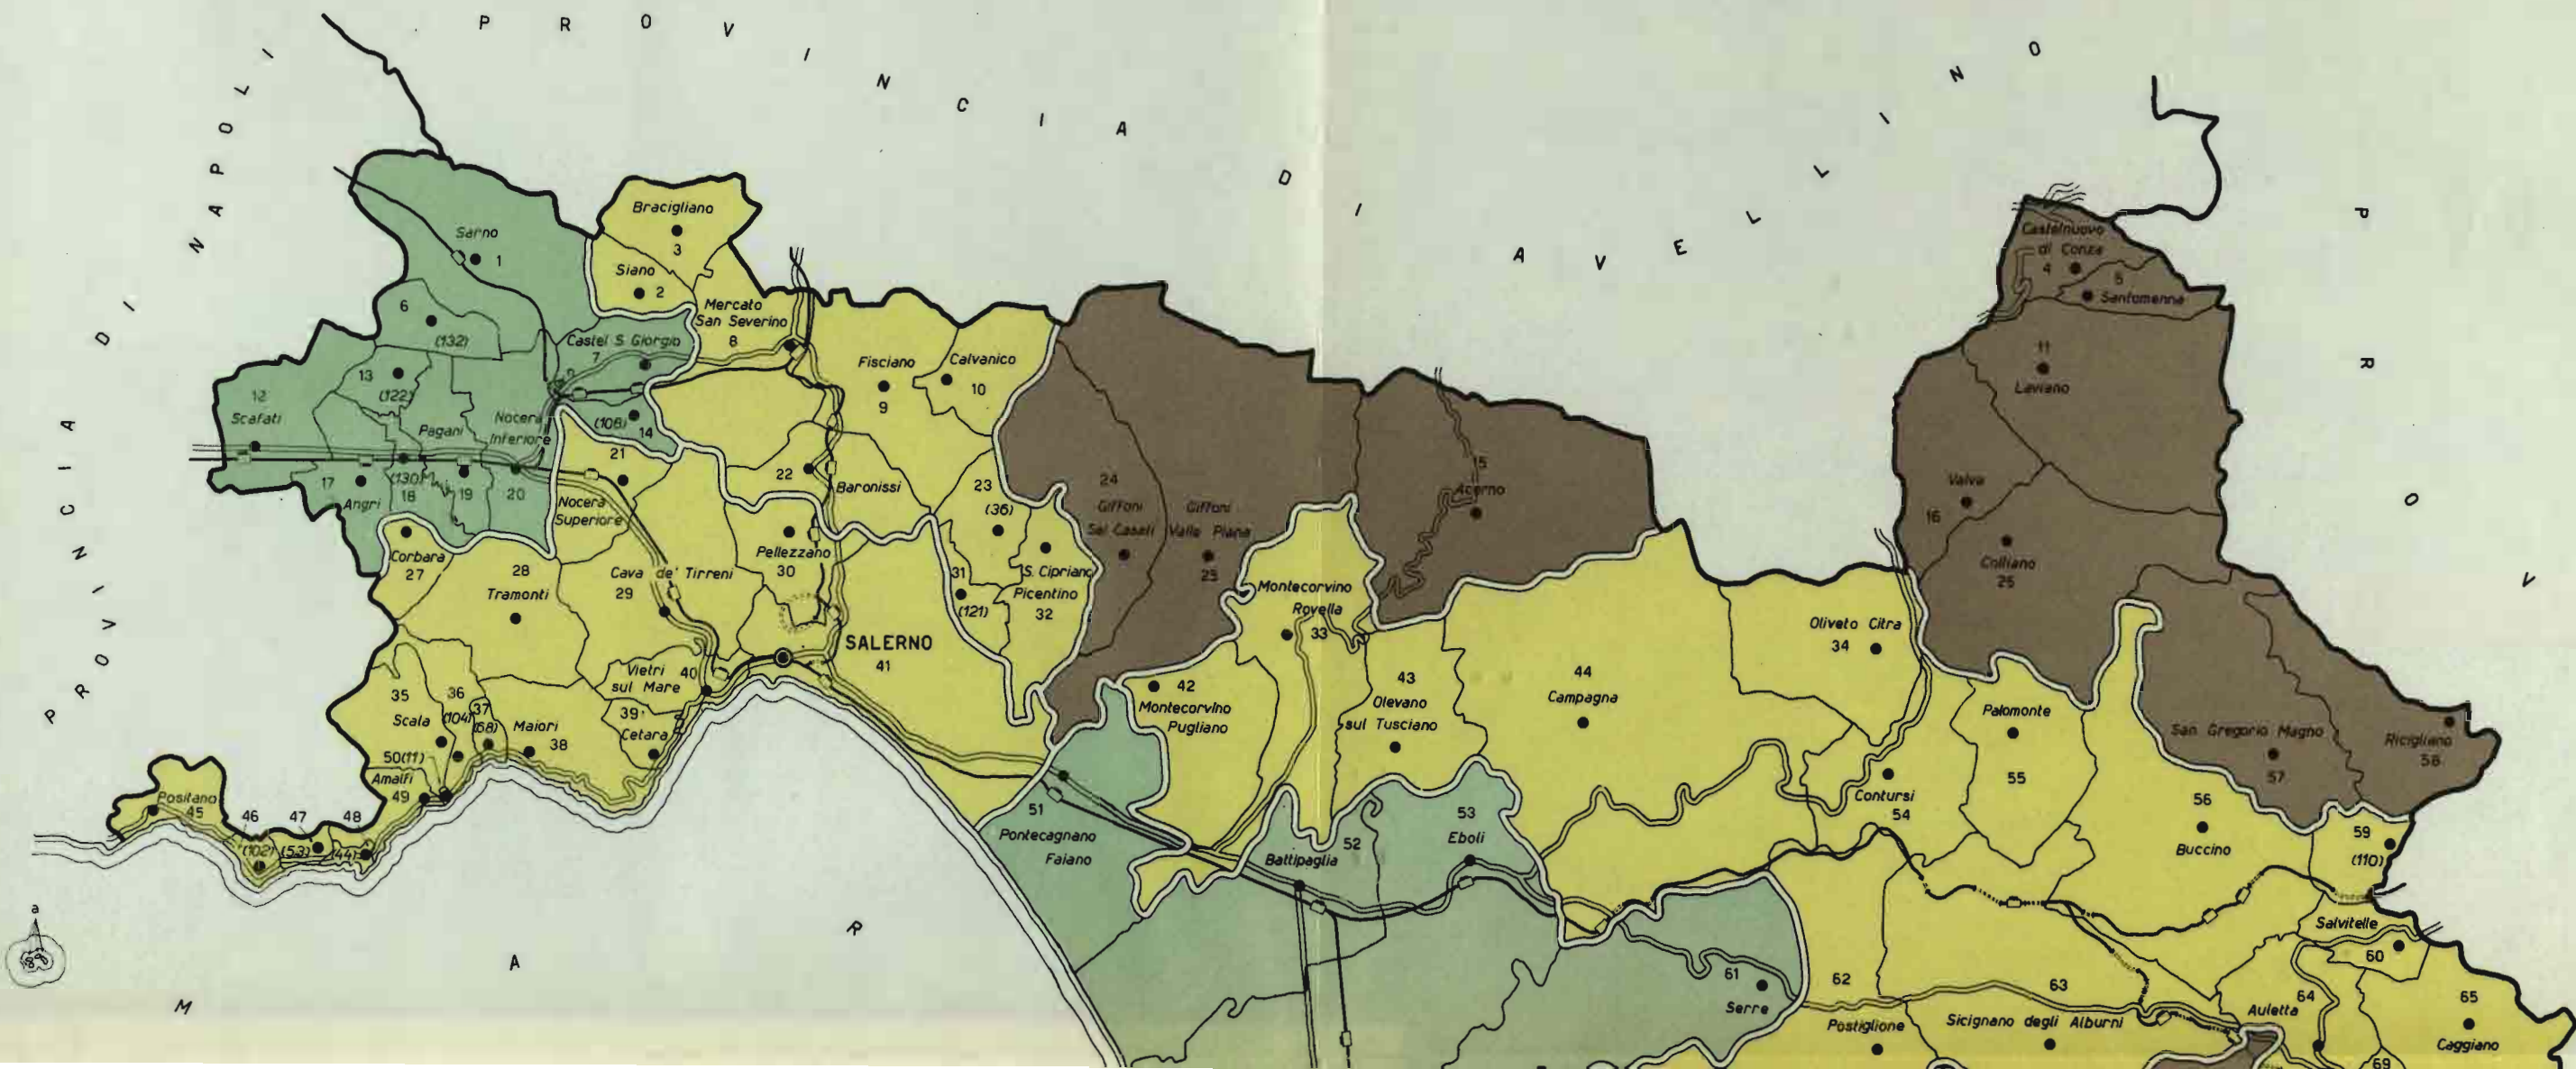 PROVINCIA DI NAPOLI
PROVINCIA DI AVELLINO
PROV
MAR
a
Sarno
1
Bracigliano
3
Siano
2
Mercato
San Severino
8
6
(132)
Castel S Giorgio
7
13
(122)
12
Scafati
Pagani
Nocera
Inferiore
(108)
14
17
Angri
(130)
18
19
20
21
Nocera
Superiore
22
Baronissi
Fisciano
9
Calvanico
10
23
(36)
S. Cipriano
Picentino
32
31
(121)
24
Giffoni
Sei Casali
Giffoni
Valle Piana
25
15
Acerno
Castelnuovo
di Conza
4
5
Santomenna
11
Laviano
Valva
16
Colliano
26
Corbara
27
28
Tramonti
Cava de' Tirreni
29
Pellezzano
30
SALERNO
41
Vietri
sul Mare
40
39
Cetara
35
Scala
36
(104)
37
(68)
Maiori
38
50(11)
Amalfi
49
Positano
45
46
(102)
47
(53)
48
(44)
Montecorvino
Rovella
33
42
Montecorvino
Pugliano
43
Olevano
sul Tusciano
44
Campagna
Oliveto Citra
34
Contursi
54
Palomonte
55
56
Buccino
San Gregorio Magno
57
Ricigliano
58
59
(110)
51
Pontecagnano
Faiano
Battipaglia
52
53
Eboli
61
Serre
62
Postiglione
63
Sicignano degli Alburni
Salvitelle
60
64
Auletta
65
Caggiano
69